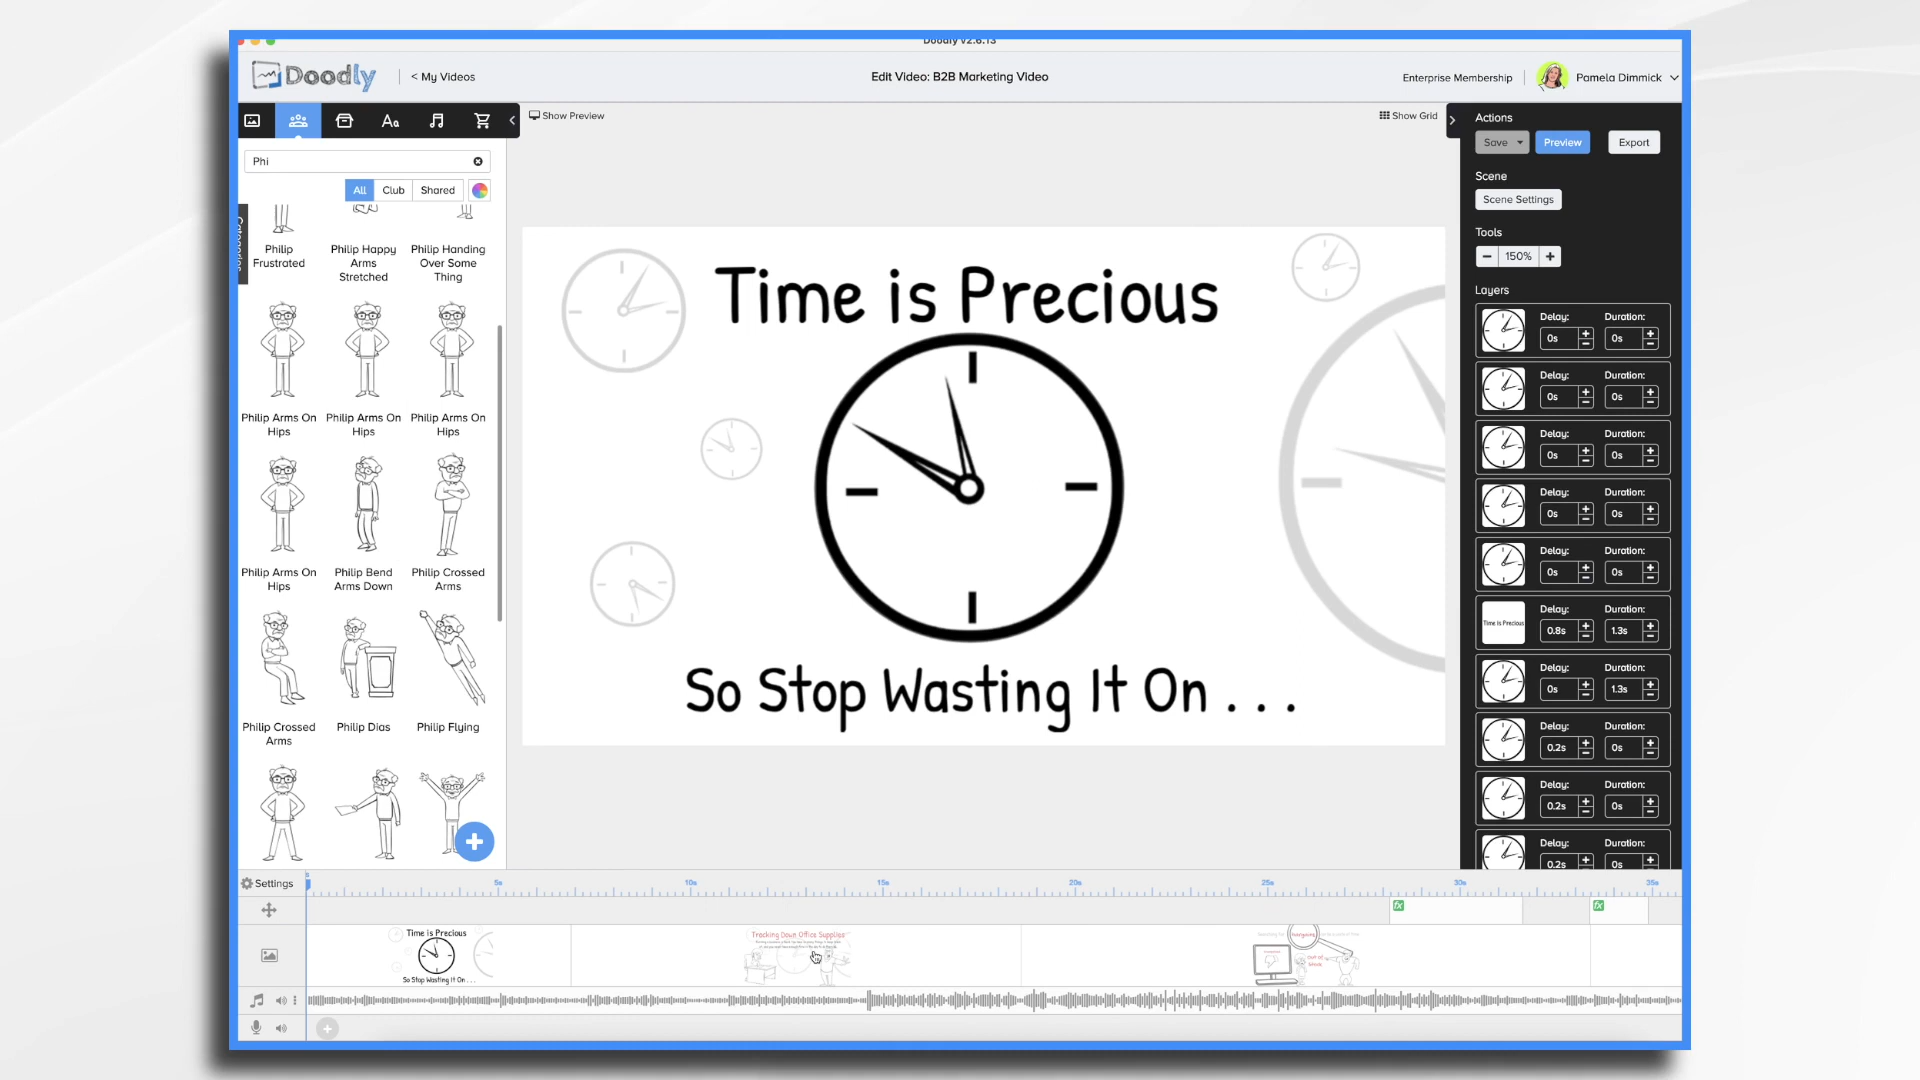 Doodly v2.6.13
Doodly
< My Videos
Edit Video: B2B Marketing Video
Enterprise Membership
Pamela Dimmick
Show Preview
Show Grid
Phi
All
Club
Shared
Philip Frustrated
Philip Happy Arms Stretched
Philip Handing Over Some Thing
Philip Arms On Hips
Philip Arms On Hips
Philip Arms On Hips
Philip Arms On Hips
Philip Bend Arms Down
Philip Crossed Arms
Philip Crossed Arms
Philip Dias
Philip Flying
Time is Precious
So Stop Wasting It On . . .
Actions
Save
Preview
Export
Scene
Scene Settings
Tools
150%
Layers
Delay: Duration:
0s 0s
Delay: Duration:
0s 0s
Delay: Duration:
0s 0s
Delay: Duration:
0s 0s
Delay: Duration:
0s 0s
Time is Precious
Delay: Duration:
0.8s 1.3s
Delay: Duration:
0s 1.3s
Delay: Duration:
0.2s 0s
Delay: Duration:
0.2s 0s
Delay: Duration:
0.2s 0s
Settings
5s 10s 15s 20s 25s 30s 35s
fx fx
Time is Precious
So Stop Wasting It On . . .
Tracking Down Office Supplies